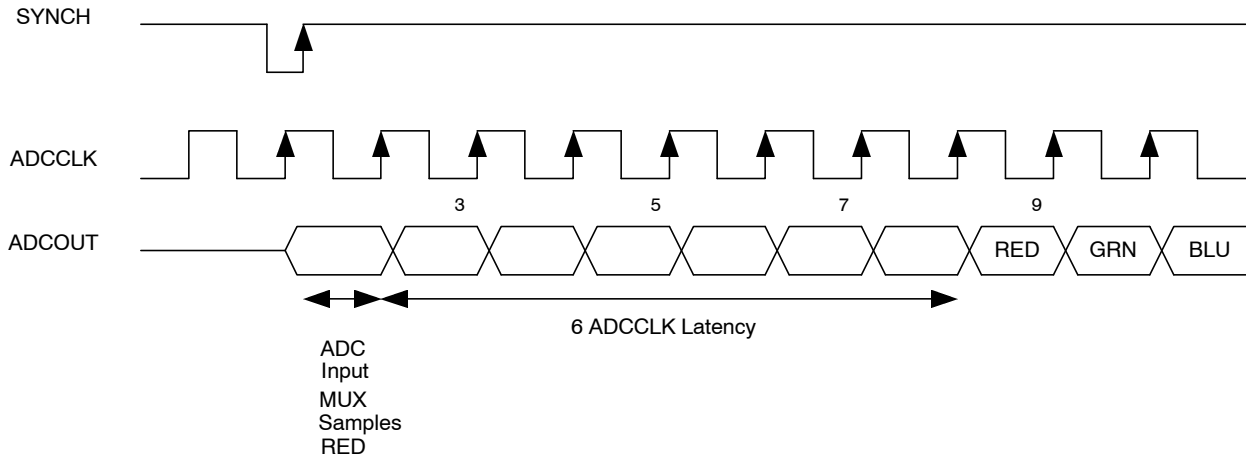 SYNCH
ADCCLK
3 5 7 9
ADCOUT
RED GRN BLU
6 ADCCLK Latency
ADC
Input
MUX
Samples
RED